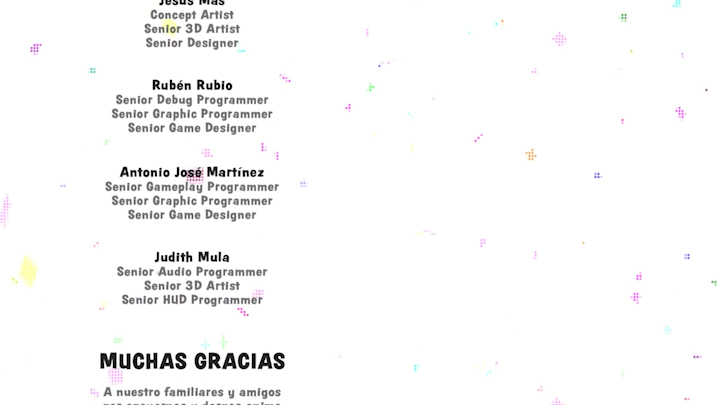 Jesús Mas
Concept Artist
Senior 3D Artist
Senior Designer
Rubén Rubio
Senior Debug Programmer
Senior Graphic Programmer
Senior Game Designer
Antonio José Martínez
Senior Gameplay Programmer
Senior Graphic Programmer
Senior Game Designer
Judith Mula
Senior Audio Programmer
Senior 3D Artist
Senior HUD Programmer
MUCHAS GRACIAS
A nuestro familiares y amigos